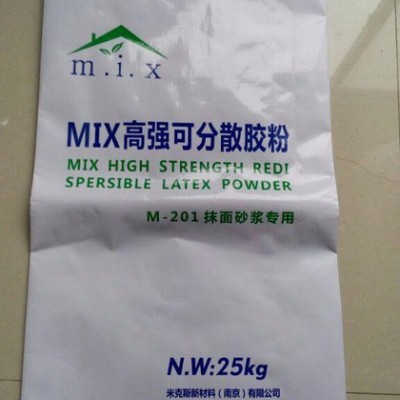 m.i.x
MIX高强可分散胶粉
MIX HIGH STRENGTH REDI
SPERSIBLE LATEX POWDER
M-201 抹面砂浆专用
N.W:25kg
米克斯新材料（南京）有限公司